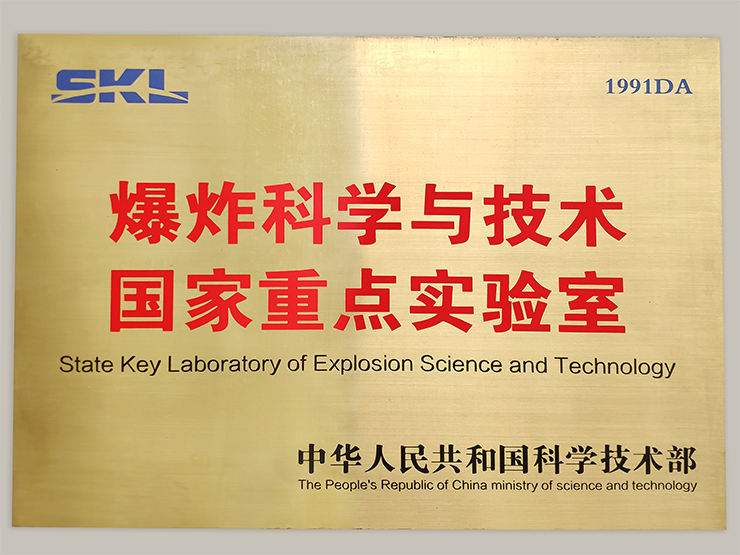 SKL
1991DA
爆炸科学与技术
国家重点实验室
State Key Laboratory of Explosion Science and Technology
中华人民共和国科学技术部
The People's Republic of China ministry of science and technology